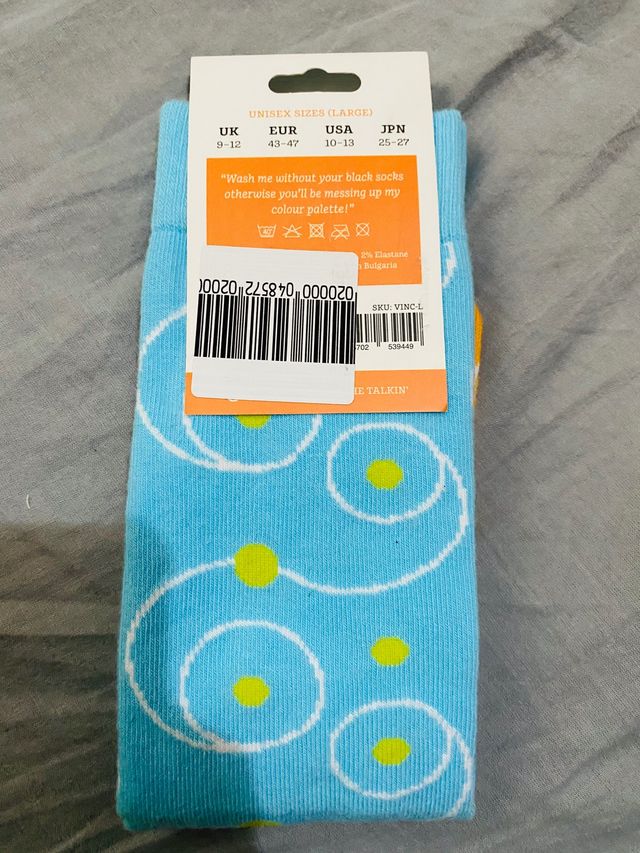 UNISEX SIZES (LARGE)
UK EUR USA JPN
9-12 43-47 10-13 25-27
"Wash me without your black socks
otherwise you'll be messing up my
colour palette!"
40
2% Elastane
Bulgaria
SKU: VINC-L
020000 048572 02000
702 539449
TALKIN'